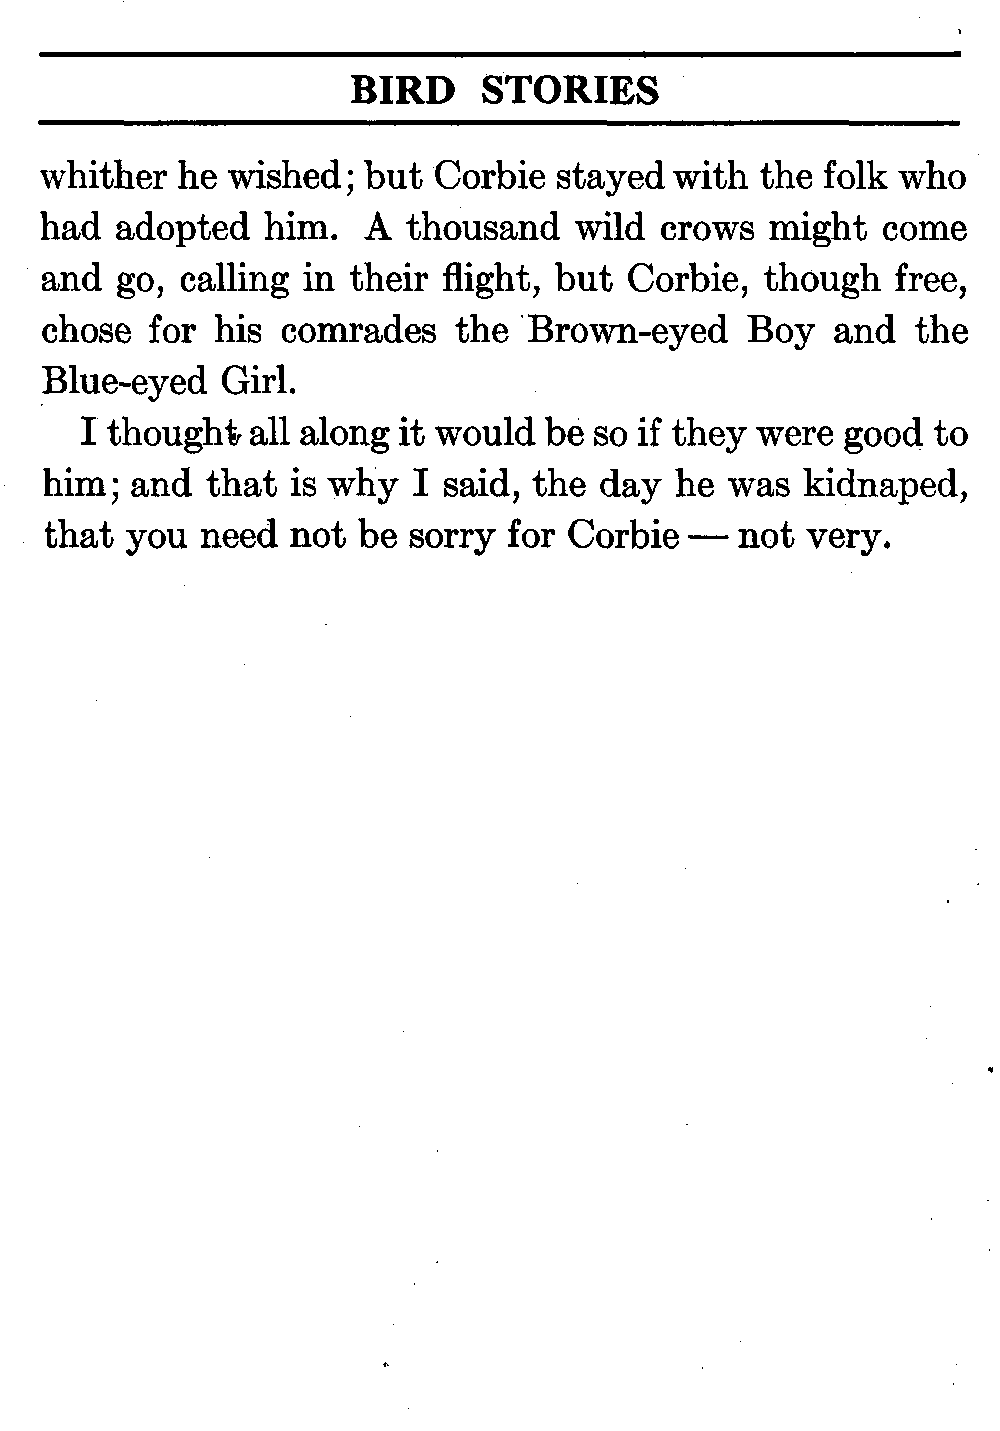 BIRD STORIES
whither he wished; but Corbie stayed with the folk who
had adopted him. A thousand wild crows might come
and go, calling in their flight, but Corbie, though free,
chose for his comrades the Brown-eyed Boy and the
Blue-eyed Girl.
I thought all along it would be so if they were good to
him; and that is why I said, the day he was kidnaped,
that you need not be sorry for Corbie — not very.